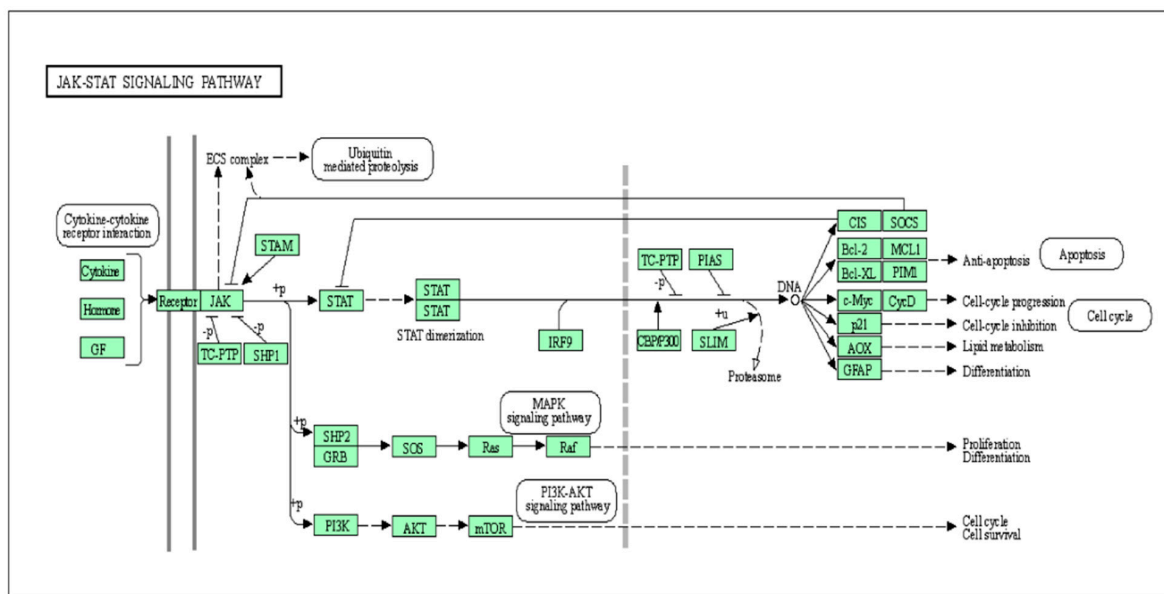 JAK-STAT SIGNALING PATHWAY
ECS complex
Ubiquitin
mediated proteolysis
Cytokine-cytokine
receptor interaction
Cytokine
Hormone
GF
Receptor
JAK
STAM
+p
-p
-p
TC-PTP
SHP1
STAT
STAT
STAT
STAT dimerization
IRF9
TC-PTP
PIAS
-p
CBP/P300
+u
SLIM
Proteasome
DNA
CIS
SOCS
Bcl-2
MCL1
Bcl-XL
PIM1
Anti-apoptosis
Apoptosis
c-Myc
CycD
Cell-cycle progression
p21
Cell-cycle inhibition
Cell cycle
AOX
Lipid metabolism
GFAP
Differentiation
+p
SHP2
GRB
SOS
Ras
Raf
MAPK
signaling pathway
Proliferation
Differentiation
+p
PI3K
AKT
mTOR
PI3K-AKT
signaling pathway
Cell cycle
Cell survival